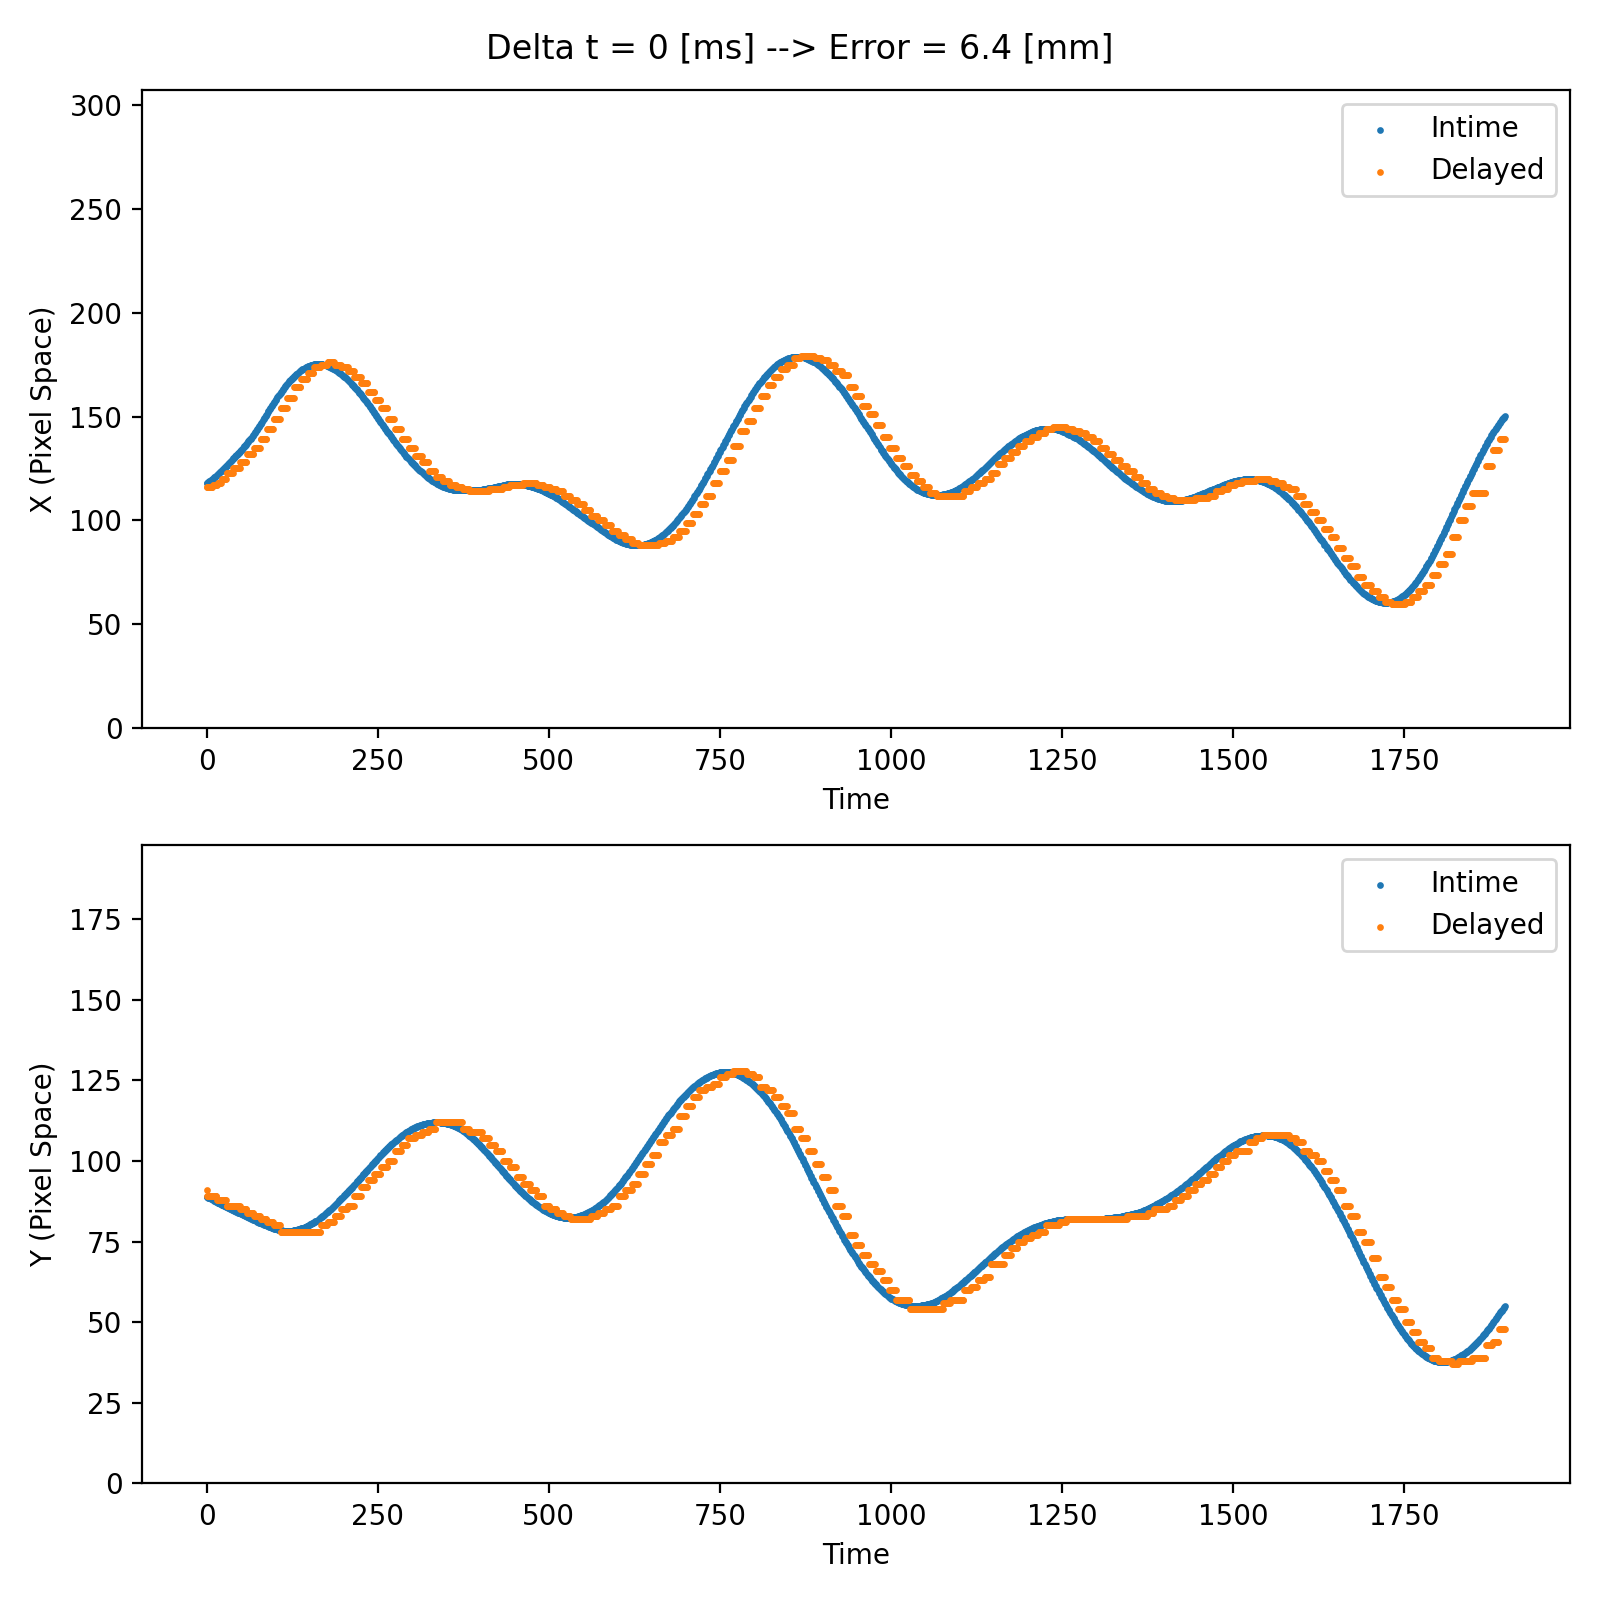 Delta t = 0 [ms] --> Error = 6.4 [mm]
300
250
200
150
100
50
0
X (Pixel Space)
Intime
Delayed
0 250 500 750 1000 1250 1500 1750
Time
175
150
125
100
75
50
25
0
Y (Pixel Space)
Intime
Delayed
0 250 500 750 1000 1250 1500 1750
Time